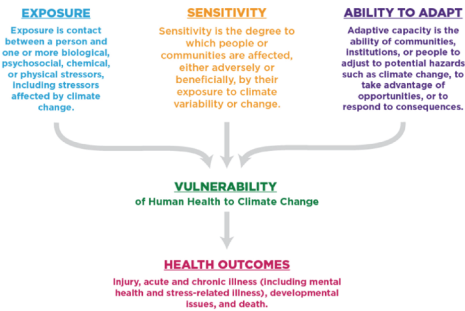 EXPOSURE
Exposure is contact
between a person and
one or more biological,
psychosocial, chemical,
or physical stressors,
including stressors
affected by climate
change.
SENSITIVITY
Sensitivity is the degree to
which people or
communities are affected,
either adversely or
beneficially, by their
exposure to climate
variability or change.
ABILITY TO ADAPT
Adaptive capacity is the
ability of communities,
institutions, or people to
adjust to potential hazards
such as climate change, to
take advantage of
opportunities, or to
respond to consequences.
VULNERABILITY
of Human Health to Climate Change
HEALTH OUTCOMES
Injury, acute and chronic illness (including mental
health and stress-related illness), developmental
issues, and death.